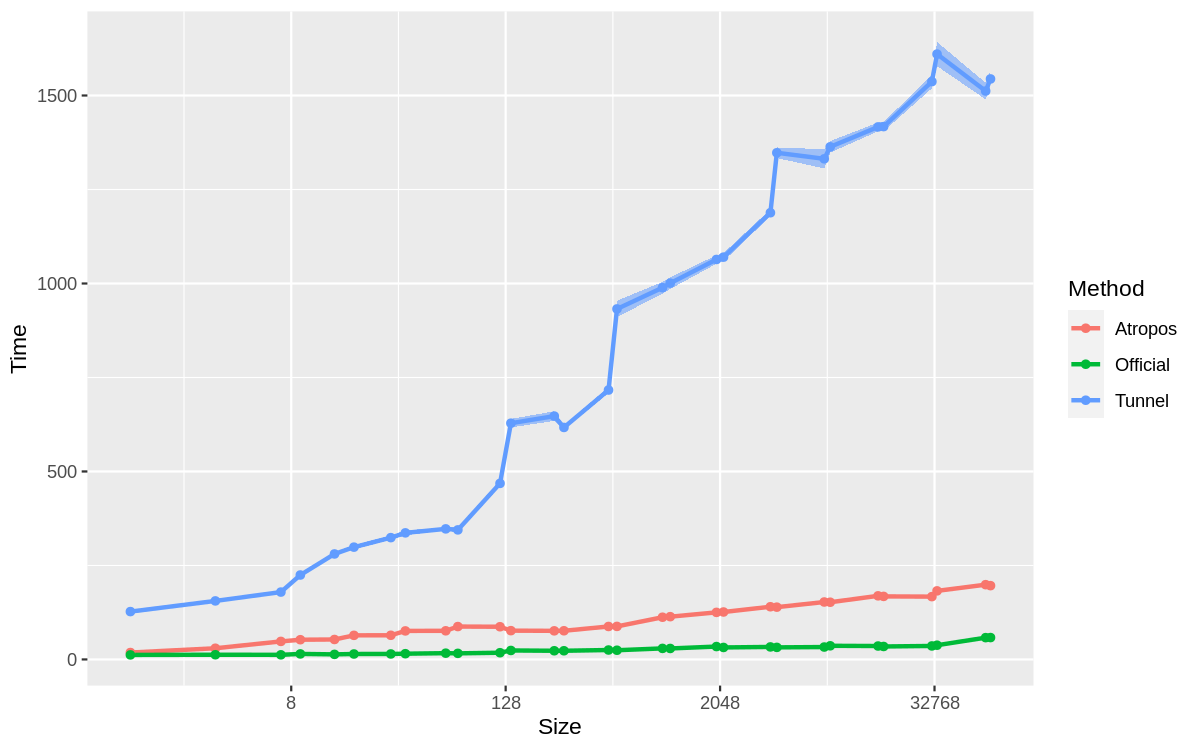 1500
1000
500
0
Time
8
128
2048
32768
Size
Method
Atropos
Official
Tunnel